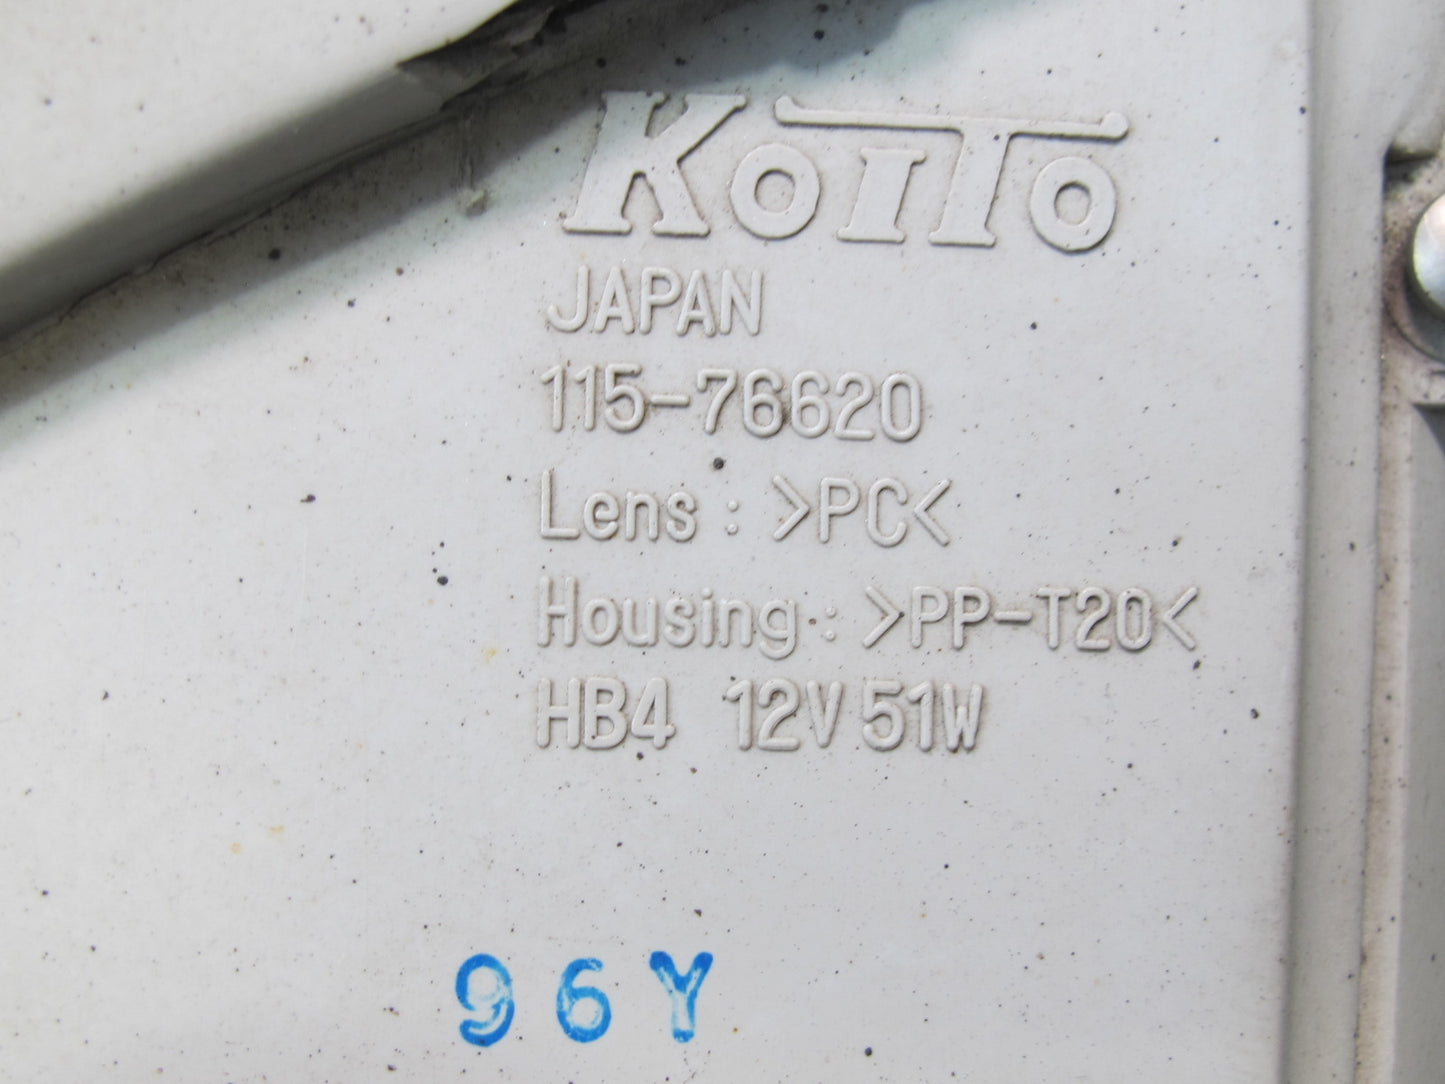 KOITO
JAPAN
115-76620
Lens : >PC<
Housing : >PP-T20<
HB4 12V 51W
96Y